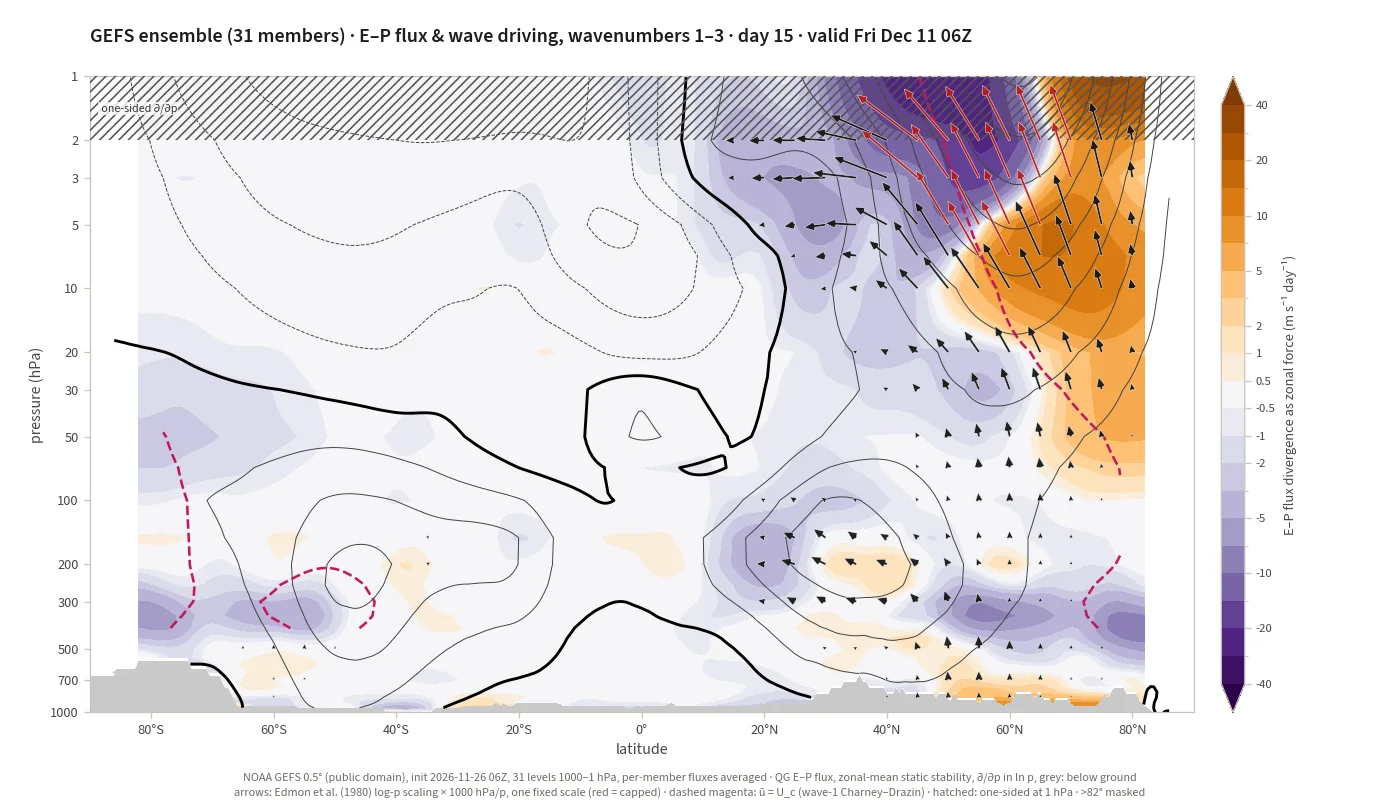 GEFS ensemble (31 members) · E–P flux & wave driving, wavenumbers 1–3 · day 15 · valid Fri Dec 11 06Z
one-sided ∂/∂p
1
2
3
5
10
20
30
50
100
200
300
500
700
1000
pressure (hPa)
80°S
60°S
40°S
20°S
0°
20°N
40°N
60°N
80°N
latitude
40
20
10
5
2
1
0.5
-0.5
-1
-2
-5
-10
-20
-40
E–P flux divergence as zonal force (m s⁻¹ day⁻¹)
NOAA GEFS 0.5° (public domain), init 2026-11-26 06Z, 31 levels 1000–1 hPa, per-member fluxes averaged · QG E–P flux, zonal-mean static stability, ∂/∂p in ln p, grey: below ground
arrows: Edmon et al. (1980) log-p scaling × 1000 hPa/p, one fixed scale (red = capped) · dashed magenta: ū = U_c (wave-1 Charney–Drazin) · hatched: one-sided at 1 hPa · >82° masked